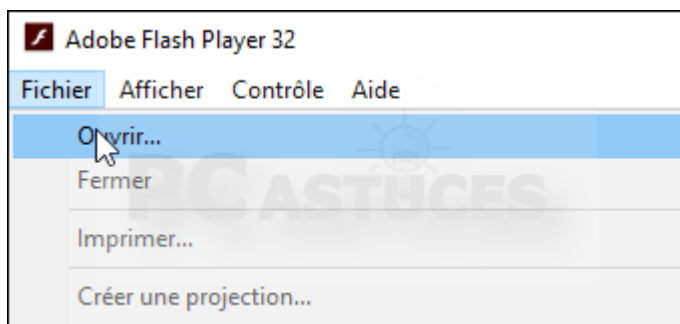 Adobe Flash Player 32
Fichier Afficher Contrôle Aide
Ouvrir...
Fermer
PC ASTUCES
Imprimer...
Créer une projection...